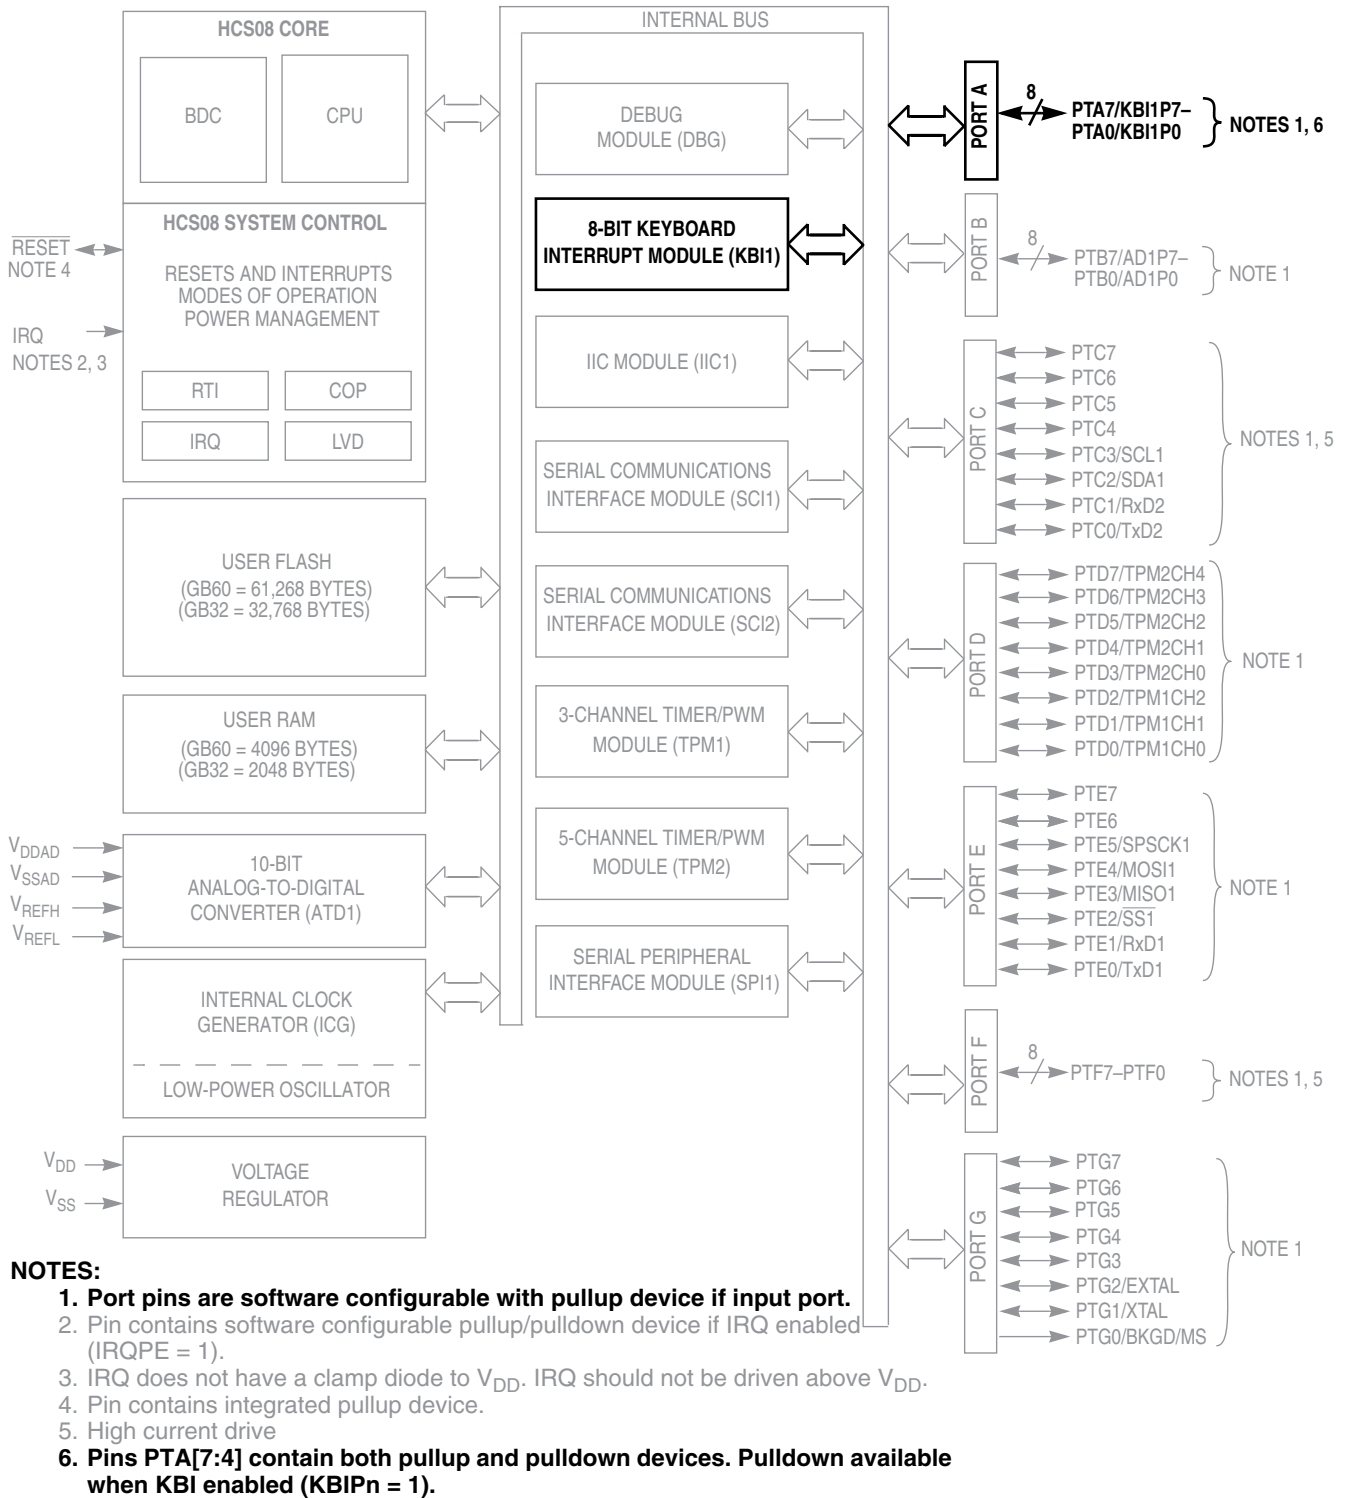 HCS08 CORE
BDC
CPU
HCS08 SYSTEM CONTROL
RESETS AND INTERRUPTS
MODES OF OPERATION
POWER MANAGEMENT
RTI
COP
IRQ
LVD
RESET
NOTE 4
IRQ
NOTES 2, 3
USER FLASH
(GB60 = 61,268 BYTES)
(GB32 = 32,768 BYTES)
USER RAM
(GB60 = 4096 BYTES)
(GB32 = 2048 BYTES)
VDDAD
VSSAD
VREFH
VREFL
10-BIT
ANALOG-TO-DIGITAL
CONVERTER (ATD1)
INTERNAL CLOCK
GENERATOR (ICG)
LOW-POWER OSCILLATOR
VDD
VSS
VOLTAGE
REGULATOR
INTERNAL BUS
DEBUG
MODULE (DBG)
8-BIT KEYBOARD
INTERRUPT MODULE (KBI1)
IIC MODULE (IIC1)
SERIAL COMMUNICATIONS
INTERFACE MODULE (SCI1)
SERIAL COMMUNICATIONS
INTERFACE MODULE (SCI2)
3-CHANNEL TIMER/PWM
MODULE (TPM1)
5-CHANNEL TIMER/PWM
MODULE (TPM2)
SERIAL PERIPHERAL
INTERFACE MODULE (SPI1)
PORT A
8
PTA7/KBI1P7–
PTA0/KBI1P0
NOTES 1, 6
PORT B
8
PTB7/AD1P7–
PTB0/AD1P0
NOTE 1
PORT C
PTC7
PTC6
PTC5
PTC4
PTC3/SCL1
PTC2/SDA1
PTC1/RxD2
PTC0/TxD2
NOTES 1, 5
PORT D
PTD7/TPM2CH4
PTD6/TPM2CH3
PTD5/TPM2CH2
PTD4/TPM2CH1
PTD3/TPM2CH0
PTD2/TPM1CH2
PTD1/TPM1CH1
PTD0/TPM1CH0
NOTE 1
PORT E
PTE7
PTE6
PTE5/SPSCK1
PTE4/MOSI1
PTE3/MISO1
PTE2/SS1
PTE1/RxD1
PTE0/TxD1
NOTE 1
PORT F
8
PTF7–PTF0
NOTES 1, 5
PORT G
PTG7
PTG6
PTG5
PTG4
PTG3
PTG2/EXTAL
PTG1/XTAL
PTG0/BKGD/MS
NOTE 1
NOTES:
1. Port pins are software configurable with pullup device if input port.
2. Pin contains software configurable pullup/pulldown device if IRQ enabled
(IRQPE = 1).
3. IRQ does not have a clamp diode to VDD. IRQ should not be driven above VDD.
4. Pin contains integrated pullup device.
5. High current drive
6. Pins PTA[7:4] contain both pullup and pulldown devices. Pulldown available
when KBI enabled (KBIPn = 1).